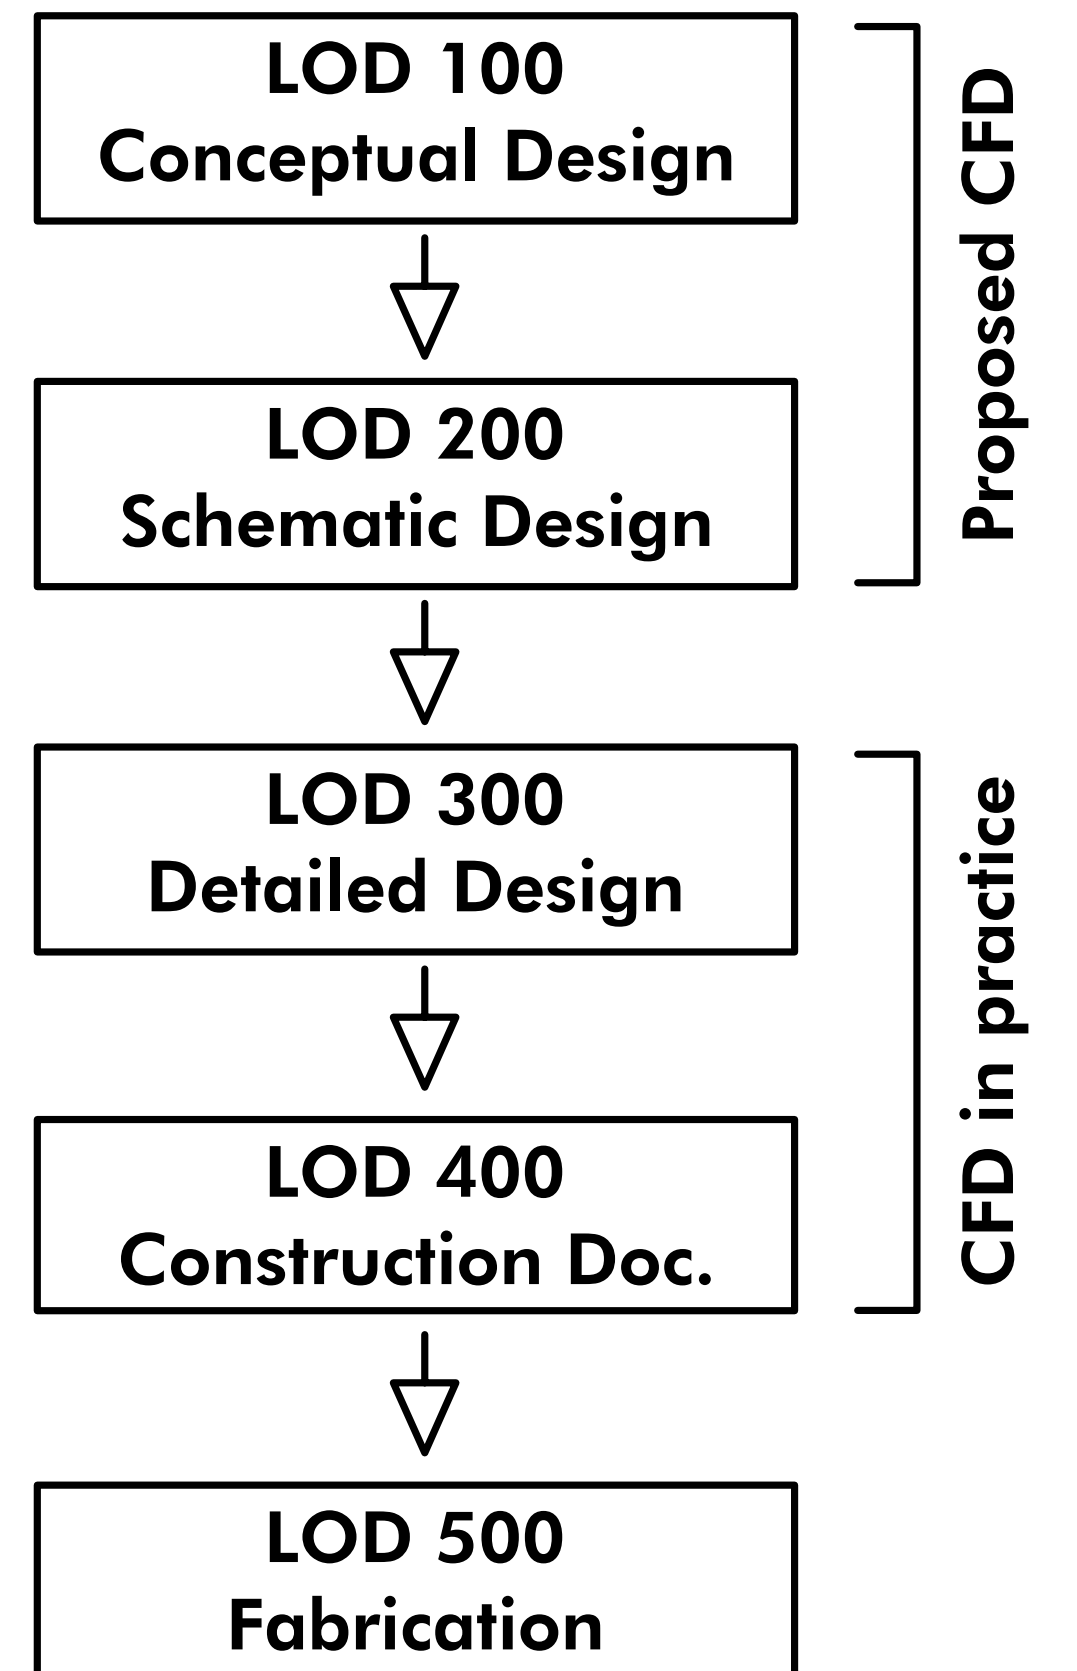 LOD 100
Conceptual Design
Proposed CFD
LOD 200
Schematic Design
LOD 300
Detailed Design
CFD in practice
LOD 400
Construction Doc.
LOD 500
Fabrication